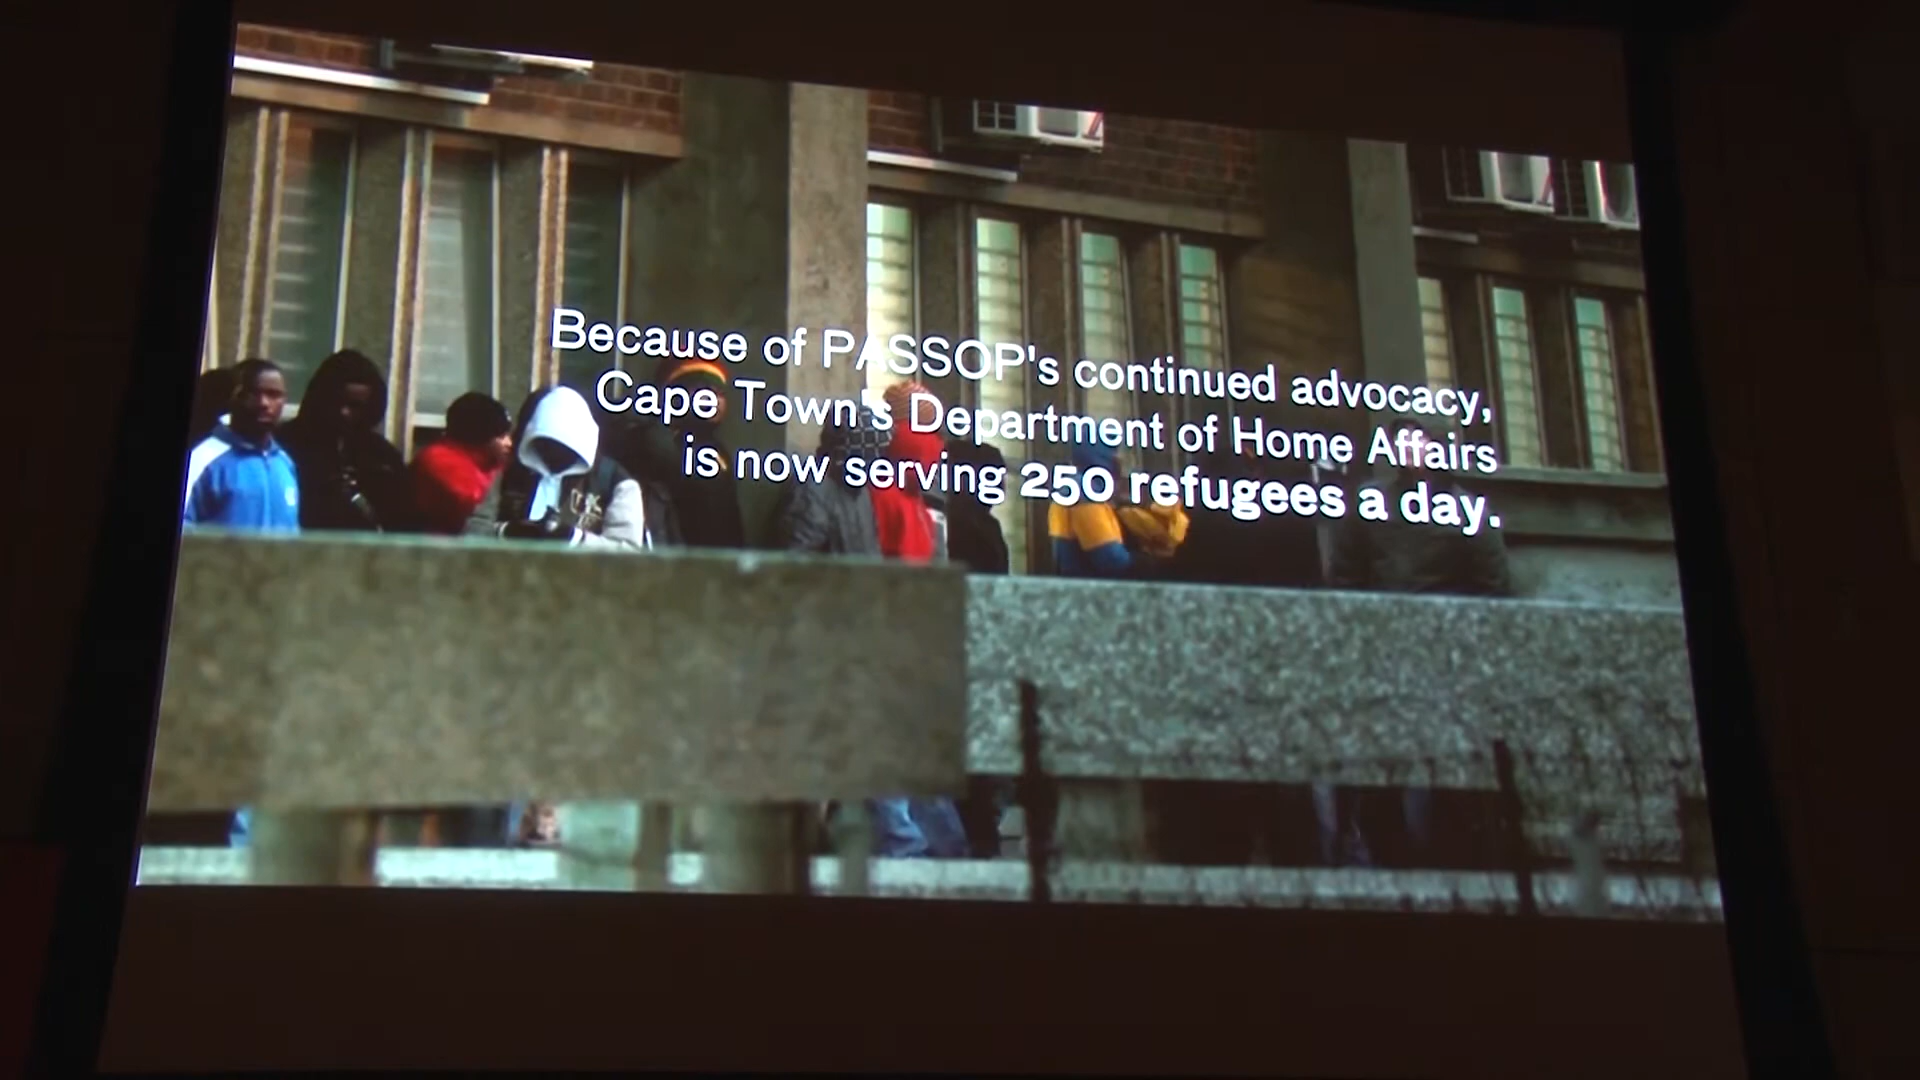 Because of PASSOP's continued advocacy,
Cape Town's Department of Home Affairs
is now serving 250 refugees a day.